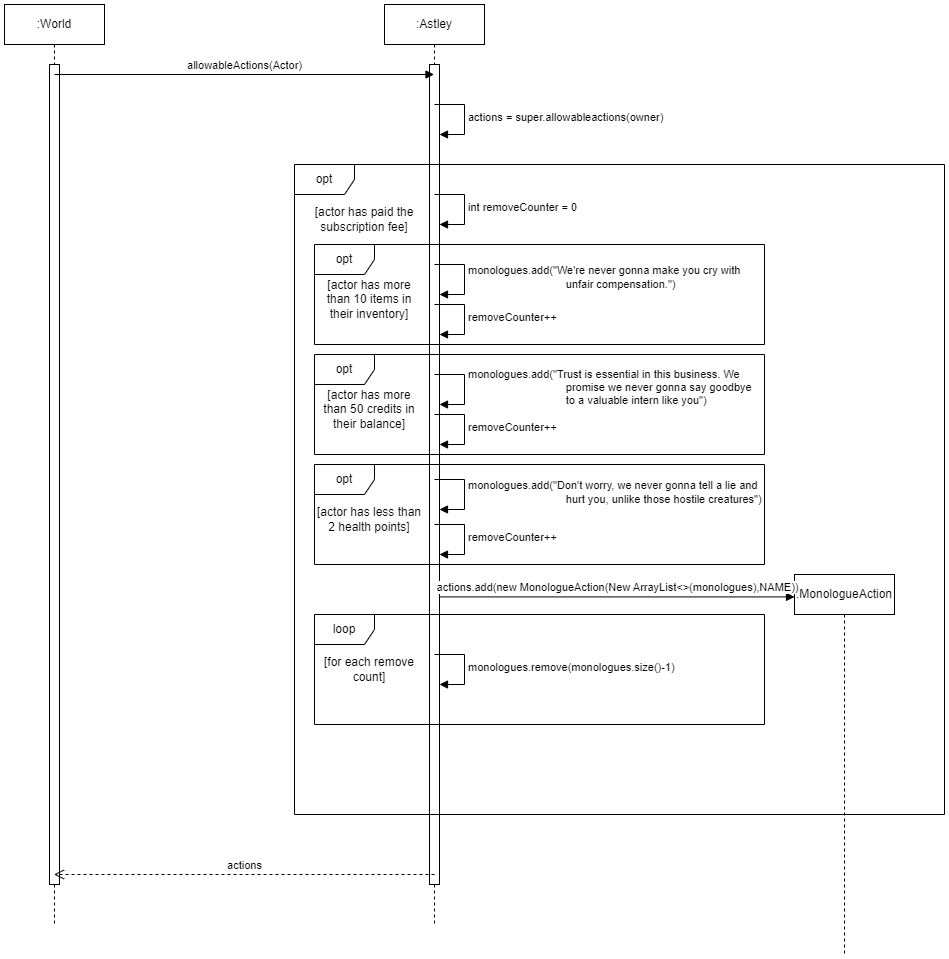 :World
:Astley
allowableActions(Actor)
actions = super.allowableactions(owner)
opt
[actor has paid the
subscription fee]
int removeCounter = 0
opt
[actor has more
than 10 items in
their inventory]
monologues.add("We're never gonna make you cry with
unfair compensation.")
removeCounter++
opt
[actor has more
than 50 credits in
their balance]
monologues.add("Trust is essential in this business. We
promise we never gonna say goodbye
to a valuable intern like you")
removeCounter++
opt
[actor has less than
2 health points]
monologues.add("Don't worry, we never gonna tell a lie and
hurt you, unlike those hostile creatures")
removeCounter++
actions.add(new MonologueAction(New ArrayList<>(monologues),NAME))
:MonologueAction
loop
[for each remove
count]
monologues.remove(monologues.size()-1)
actions